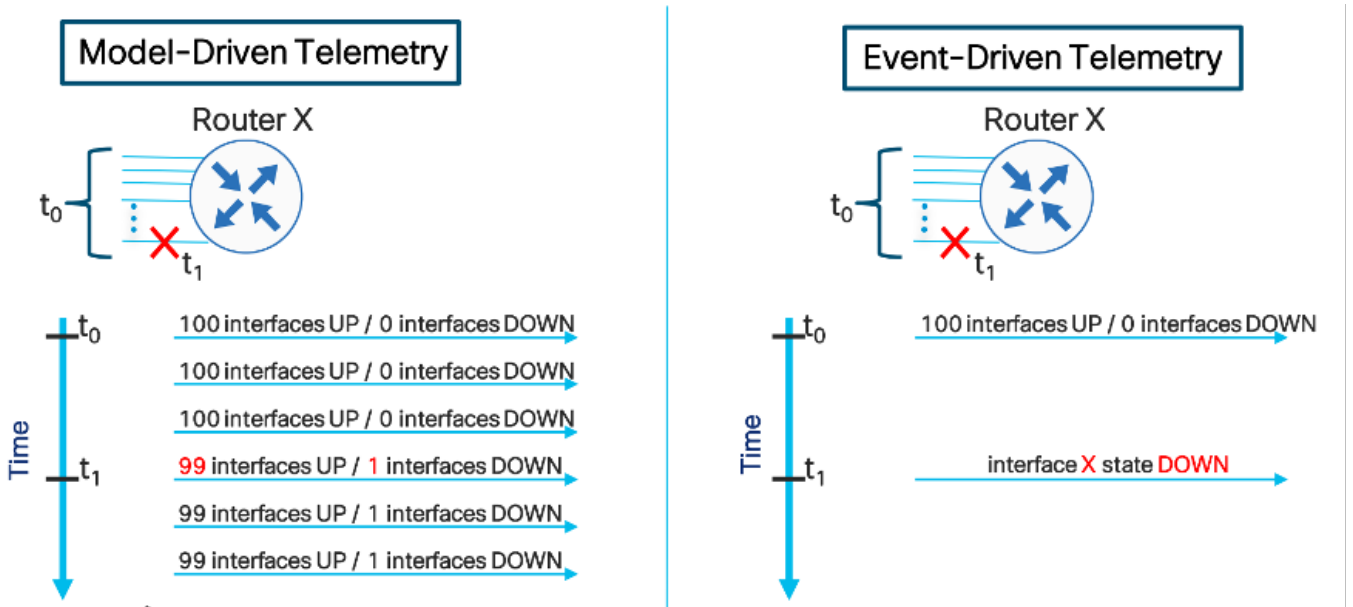 Model-Driven Telemetry
Router X
t0
t1
Time
t0
100 interfaces UP / 0 interfaces DOWN
100 interfaces UP / 0 interfaces DOWN
100 interfaces UP / 0 interfaces DOWN
t1
99 interfaces UP / 1 interfaces DOWN
99 interfaces UP / 1 interfaces DOWN
99 interfaces UP / 1 interfaces DOWN
Event-Driven Telemetry
Router X
t0
t1
Time
t0
100 interfaces UP / 0 interfaces DOWN
t1
interface X state DOWN